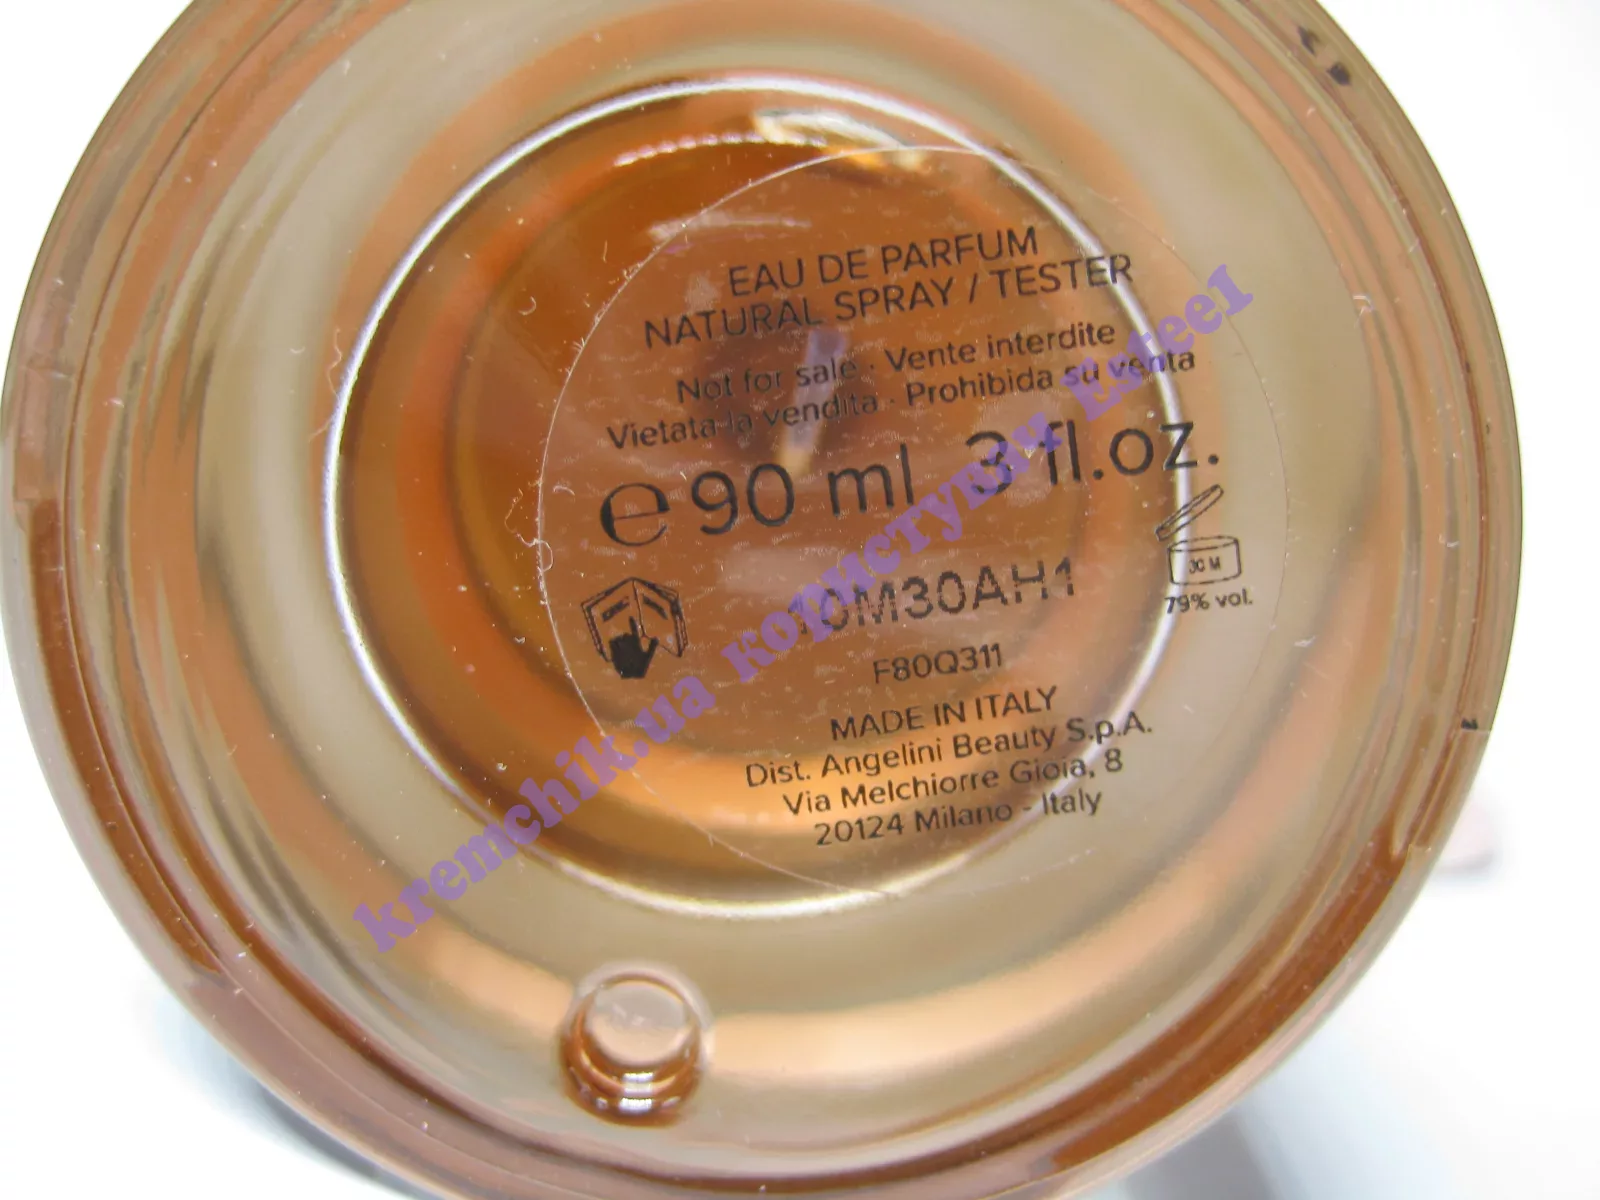 EAU DE PARFUM
NATURAL SPRAY / TESTER
Not for sale · Vente interdite
Vietata la vendita · Prohibida su venta
℮ 90 ml 3 fl.oz.
10M30AH1
F80Q311
MADE IN ITALY
Dist. Angelini Beauty S.p.A.
Via Melchiorre Gioia, 8
20124 Milano - Italy
79% vol.
kremchik.ua користувач Esteel